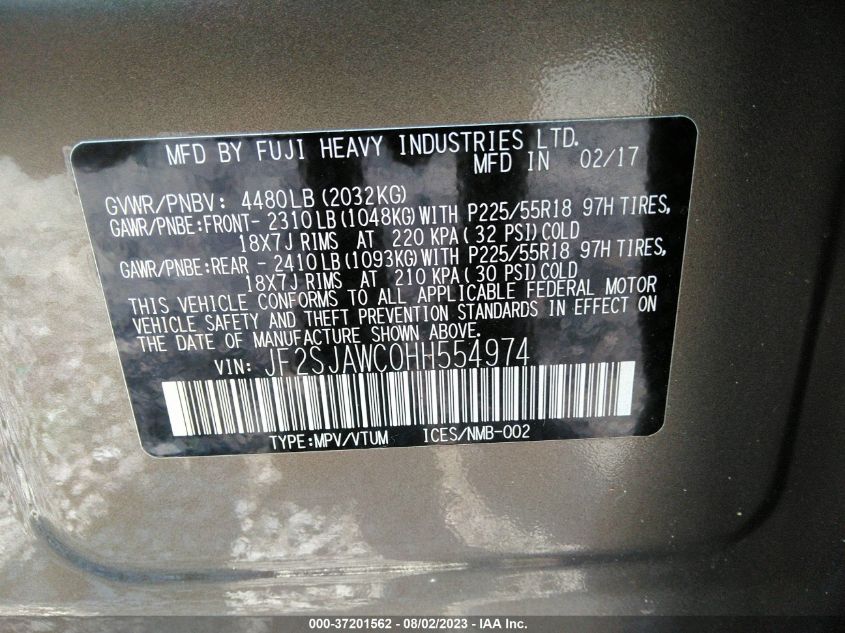 MFD BY FUJI HEAVY INDUSTRIES LTD.
MFD IN 02/17
GVWR/PNBV: 4480LB (2032KG)
GAWR/PNBE:FRONT- 2310LB (1048KG) WITH P225/55R18 97H TIRES,
18X7J RIMS AT 220 KPA( 32 PSI)COLD
GAWR/PNBE:REAR - 2410LB (1093KG) WITH P225/55R18 97H TIRES,
18X7J RIMS AT 210 KPA( 30 PSI)COLD
THIS VEHICLE CONFORMS TO ALL APPLICABLE FEDERAL MOTOR
VEHICLE SAFETY AND THEFT PREVENTION STANDARDS IN EFFECT ON
THE DATE OF MANUFACTURE SHOWN ABOVE.
VIN: JF2SJAWC0HH554974
TYPE:MPV/VTUM ICES/NMB-002
000-37201562 - 08/02/2023 - IAA Inc.